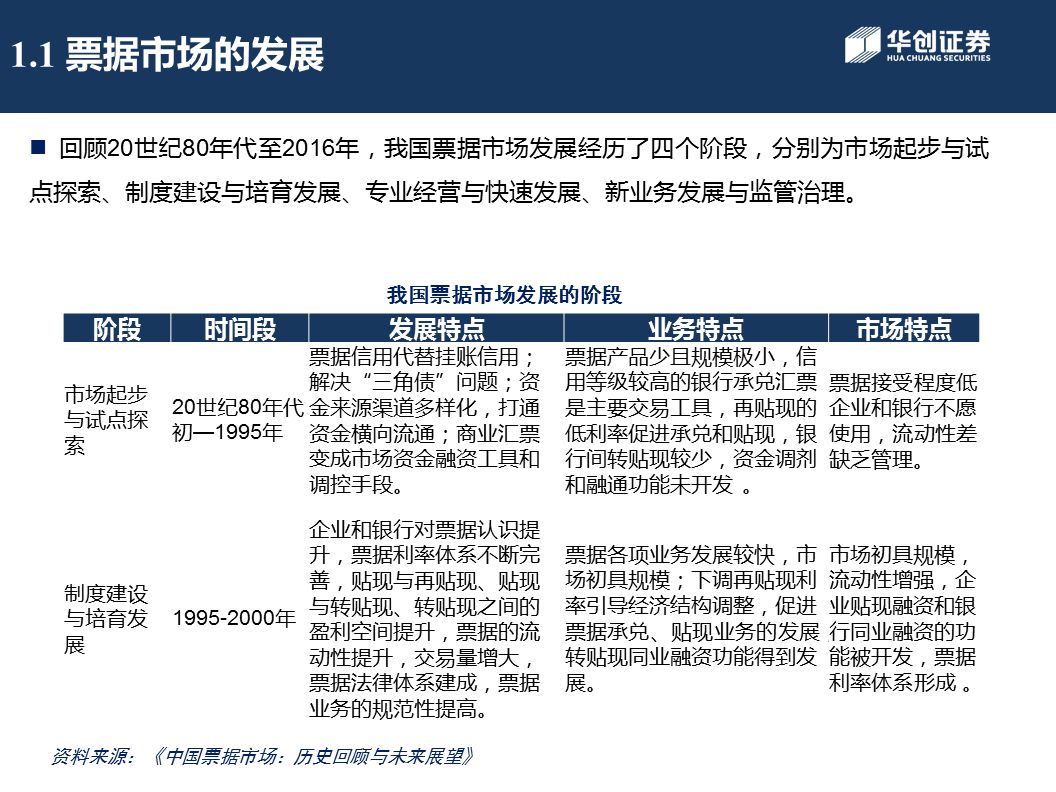 1.1 票据市场的发展
华创证券
HUA CHUANG SECURITIES
回顾20世纪80年代至2016年，我国票据市场发展经历了四个阶段，分别为市场起步与试
点探索、制度建设与培育发展、专业经营与快速发展、新业务发展与监管治理。
我国票据市场发展的阶段
阶段 时间段 发展特点 业务特点 市场特点
市场起步
与试点探
索
20世纪80年代
初—1995年
票据信用代替挂账信用；
解决“三角债”问题；资
金来源渠道多样化，打通
资金横向流通；商业汇票
变成市场资金融资工具和
调控手段。
票据产品少且规模极小，信
用等级较高的银行承兑汇票
是主要交易工具，再贴现的
低利率促进承兑和贴现，银
行间转贴现较少，资金调剂
和融通功能未开发 。
票据接受程度低
企业和银行不愿
使用，流动性差
缺乏管理。
制度建设
与培育发
展
1995-2000年
企业和银行对票据认识提
升，票据利率体系不断完
善，贴现与再贴现、贴现
与转贴现、转贴现之间的
盈利空间提升，票据的流
动性提升，交易量增大，
票据法律体系建成，票据
业务的规范性提高。
票据各项业务发展较快，市
场初具规模；下调再贴现利
率引导经济结构调整，促进
票据承兑、贴现业务的发展
转贴现同业融资功能得到发
展。
市场初具规模，
流动性增强，企
业贴现融资和银
行同业融资的功
能被开发，票据
利率体系形成 。
资料来源：《中国票据市场：历史回顾与未来展望》